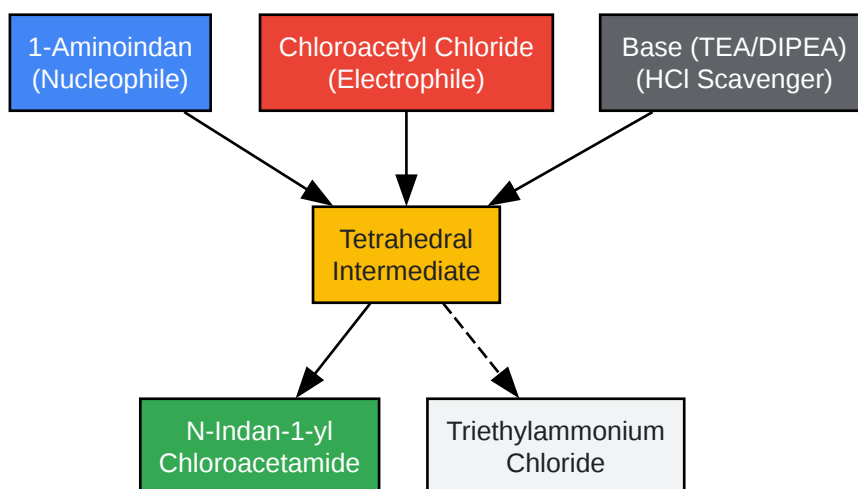 1-Aminoindan
(Nucleophile)
Chloroacetyl Chloride
(Electrophile)
Base (TEA/DIPEA)
(HCl Scavenger)
Tetrahedral
Intermediate
N-Indan-1-yl
Chloroacetamide
Triethylammonium
Chloride